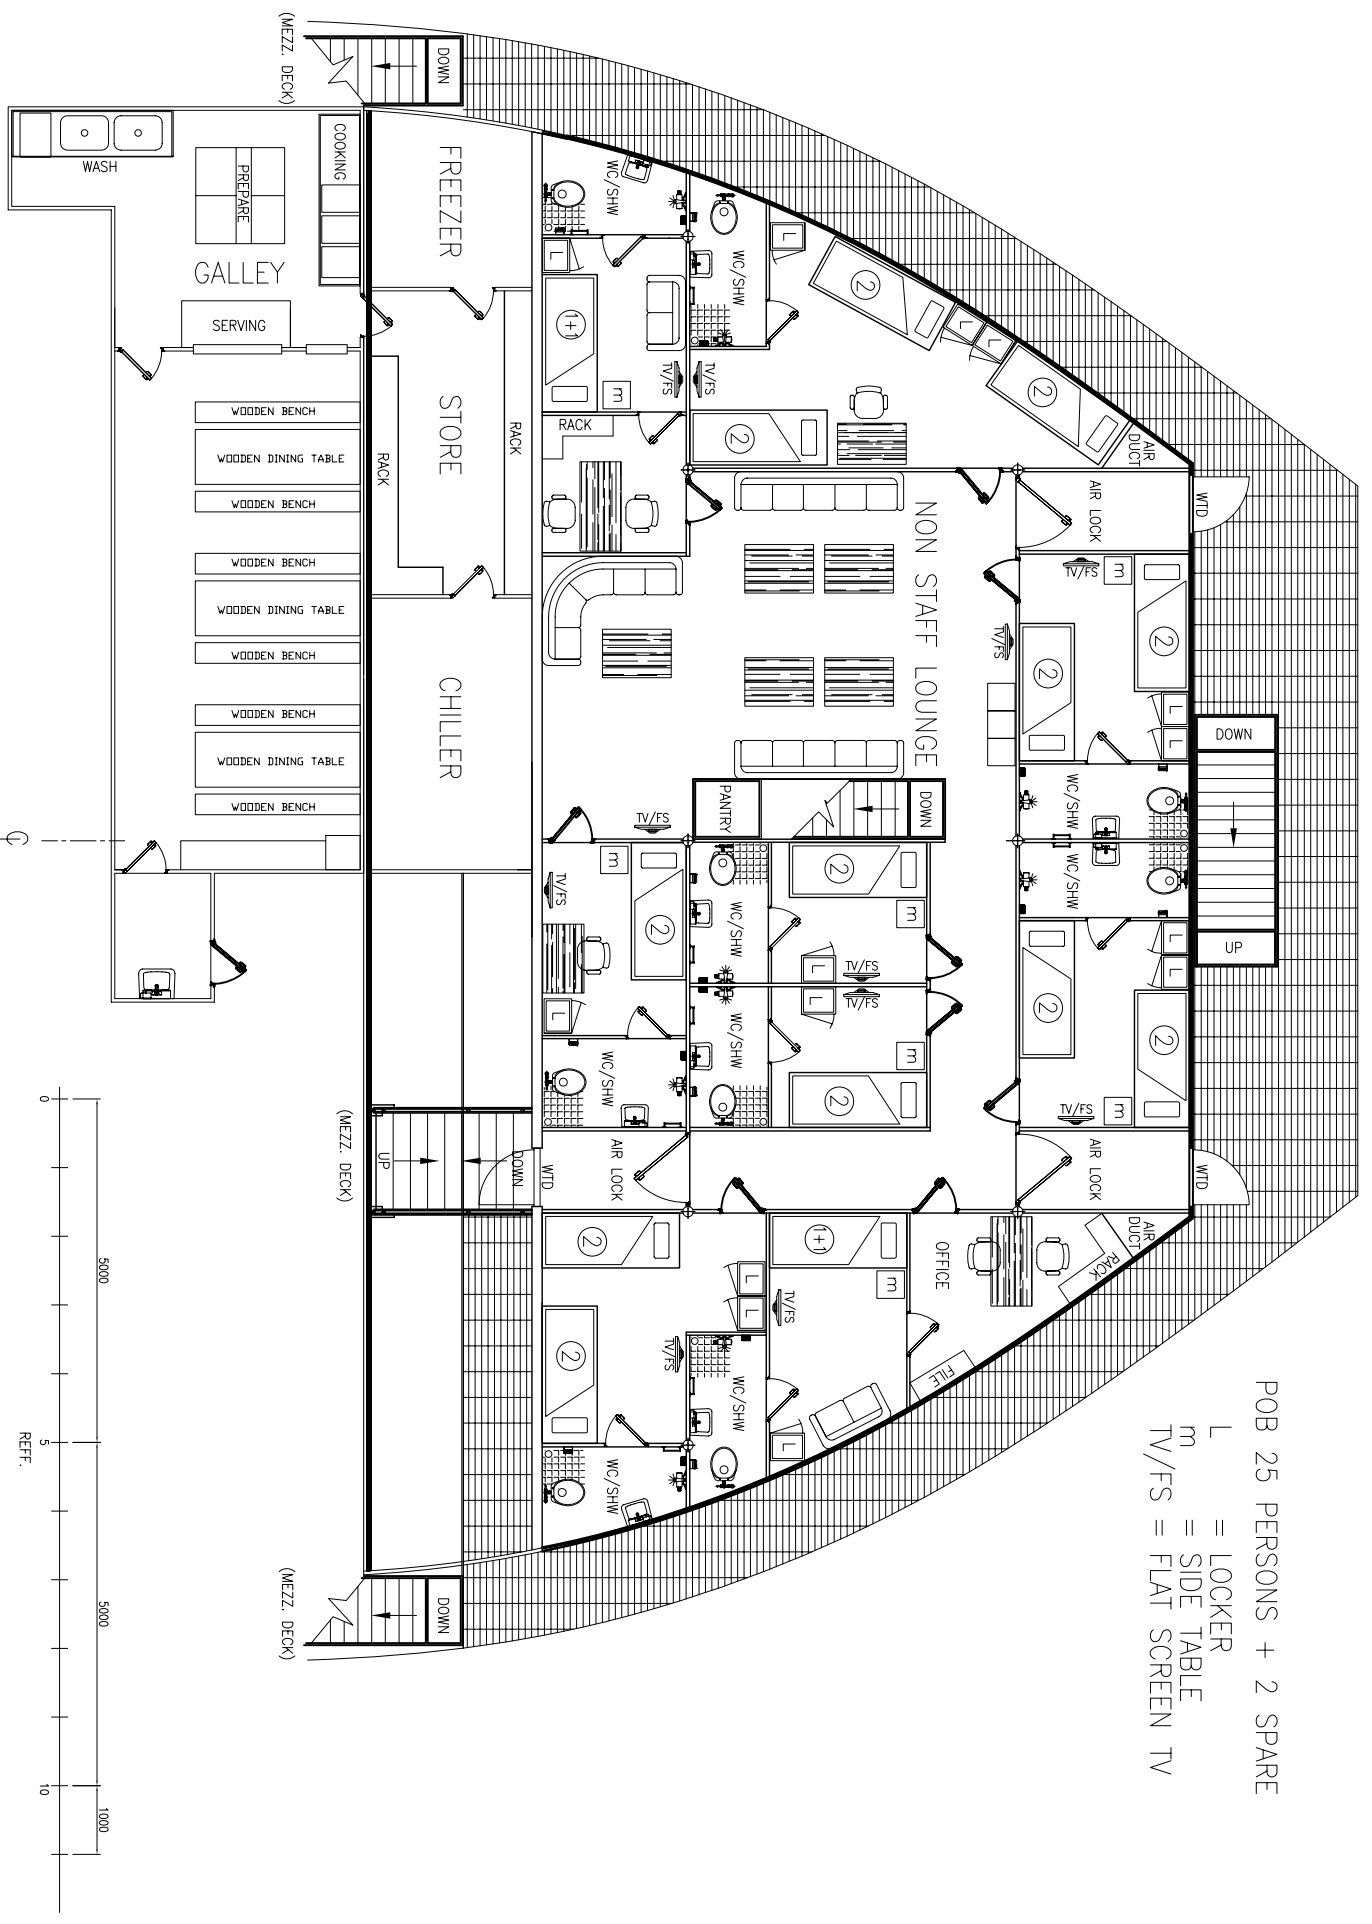 POB 25 PERSONS + 2 SPARE
L = LOCKER
m = SIDE TABLE
TV/FS = FLAT SCREEN TV
(MEZZ. DECK)
DOWN
WASH
PREPARE
COOKING
GALLEY
SERVING
FREEZER
STORE
RACK
RACK
CHILLER
WOODEN BENCH
WOODEN DINING TABLE
WOODEN BENCH
WOODEN BENCH
WOODEN DINING TABLE
WOODEN BENCH
WOODEN BENCH
WOODEN DINING TABLE
WOODEN BENCH
WC/SHW
L
1+1
m
TV/FS
RACK
WC/SHW
L
2
L
L
2
TV/FS
2
AIR
DUCT
AIR LOCK
WTD
NON STAFF LOUNGE
TV/FS
TV/FS
m
2
2
L
L
WC/SHW
WC/SHW
DOWN
UP
PANTRY
DOWN
TV/FS
m
TV/FS
2
L
WC/SHW
WC/SHW
2
m
L
TV/FS
WC/SHW
L
TV/FS
m
2
L
L
2
2
TV/FS
m
AIR LOCK
WTD
AIR LOCK
WTD
DOWN
UP
(MEZZ. DECK)
AIR
DUCT
RACK
OFFICE
FILE
1+1
m
TV/FS
L
WC/SHW
2
L
L
2
TV/FS
WC/SHW
DOWN
(MEZZ. DECK)
C
0
5000
5
5000
10
1000
REFF.